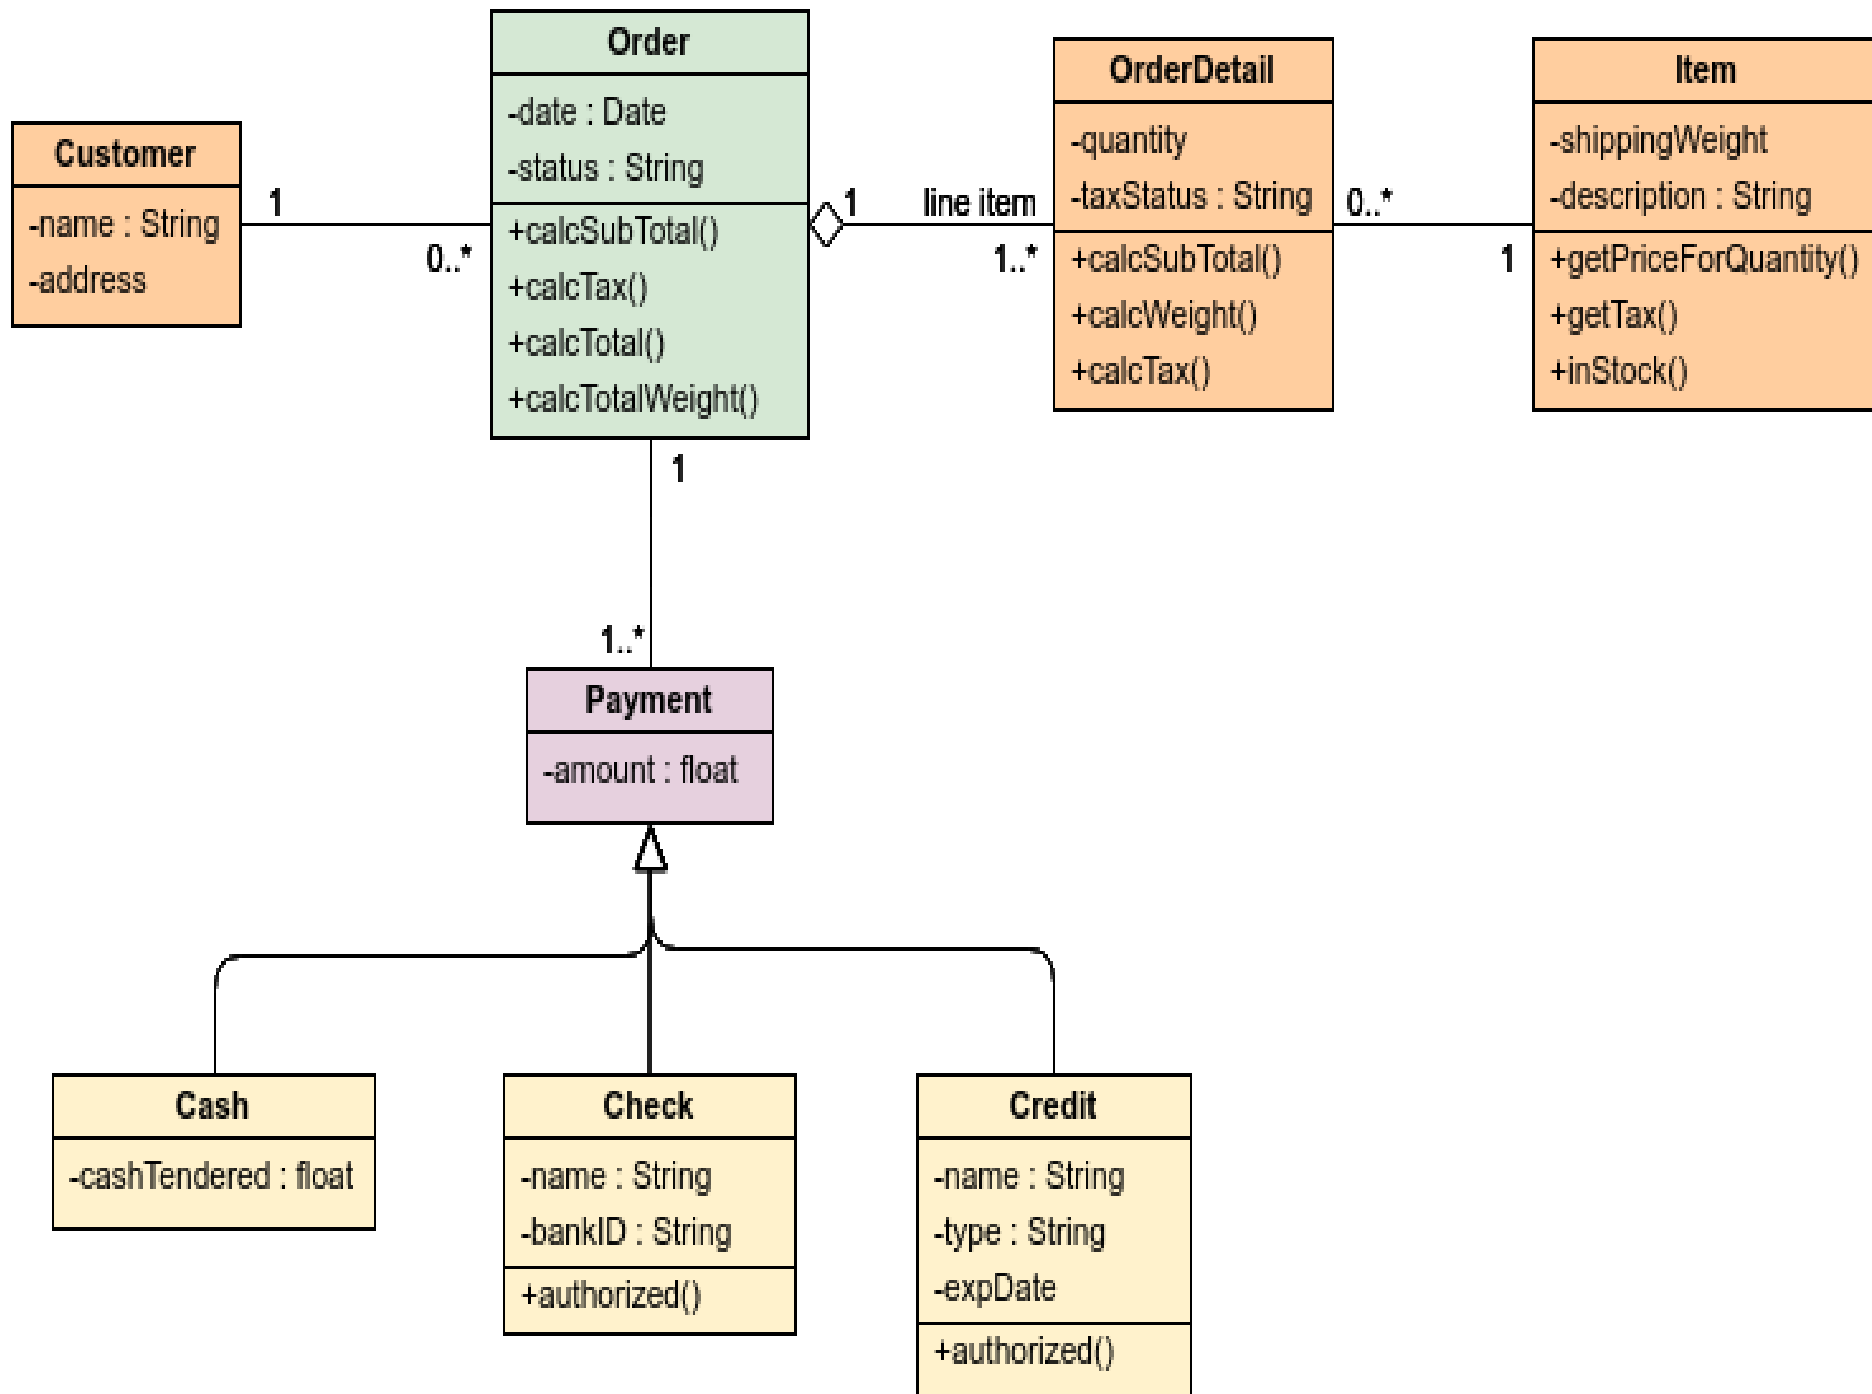 Customer
-name : String
-address
1
0..*
Order
-date : Date
-status : String
+calcSubTotal()
+calcTax()
+calcTotal()
+calcTotalWeight()
1
line item
1..*
OrderDetail
-quantity
-taxStatus : String
+calcSubTotal()
+calcWeight()
+calcTax()
0..*
1
Item
-shippingWeight
-description : String
+getPriceForQuantity()
+getTax()
+inStock()
1
1..*
Payment
-amount : float
Cash
-cashTendered : float
Check
-name : String
-bankID : String
+authorized()
Credit
-name : String
-type : String
-expDate
+authorized()